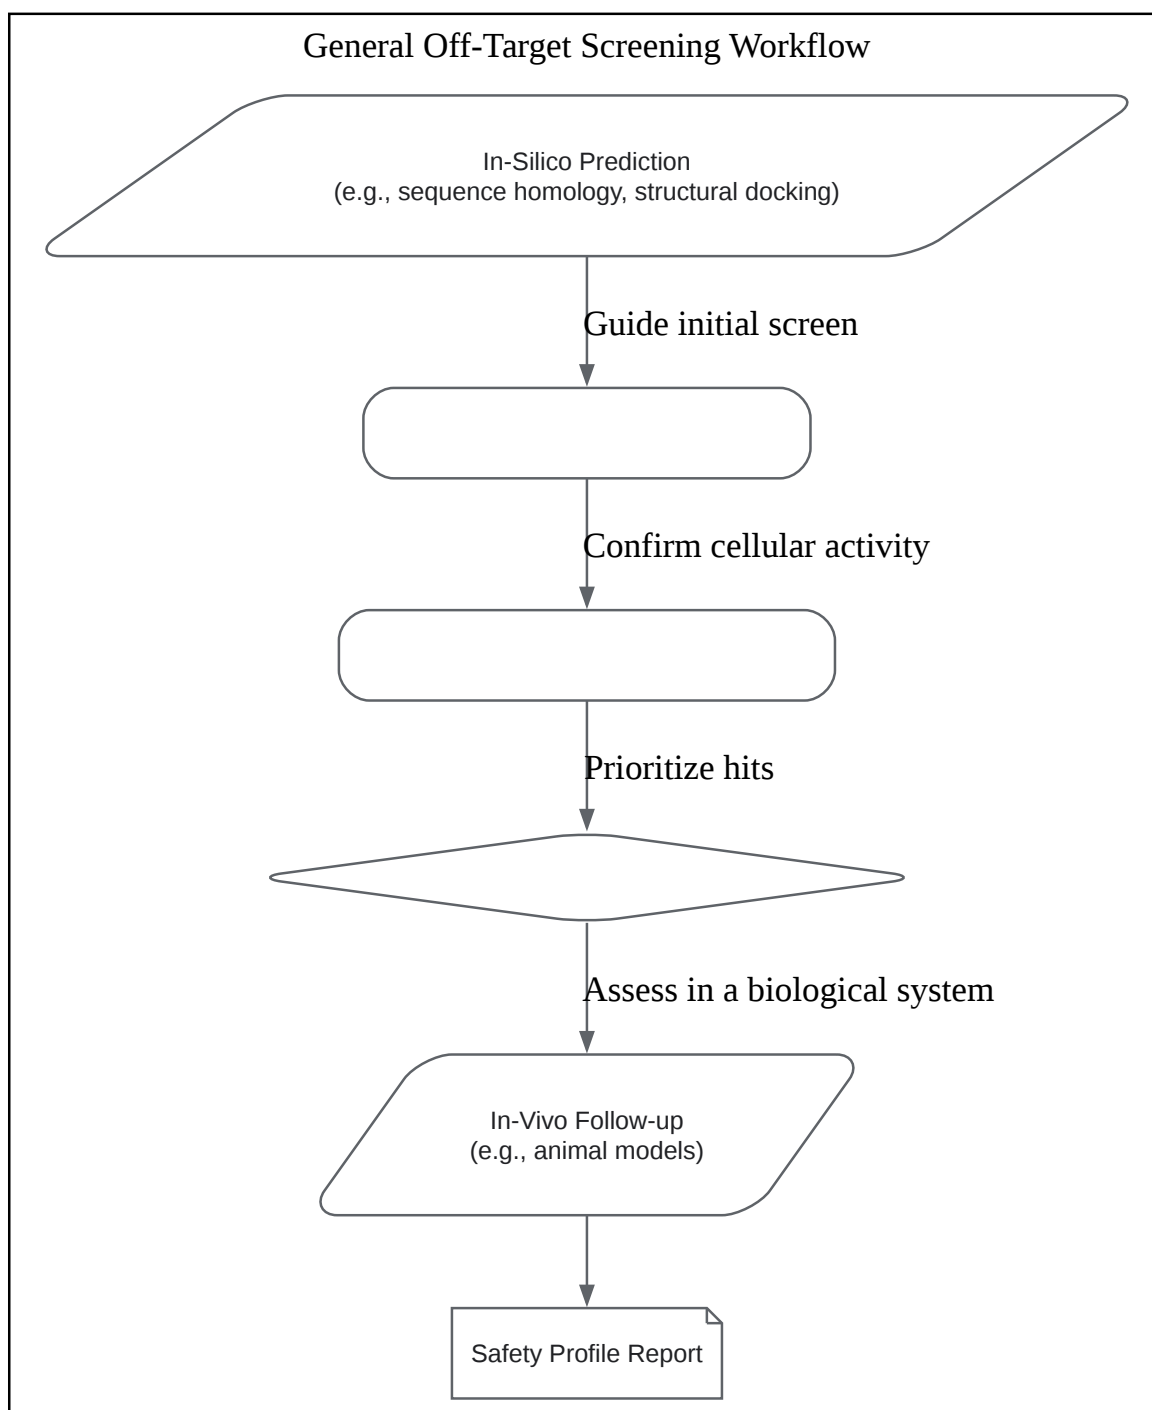 General Off-Target Screening Workflow
In-Silico Prediction
(e.g., sequence homology, structural docking)
Guide initial screen
Confirm cellular activity
Prioritize hits
Assess in a biological system
In-Vivo Follow-up
(e.g., animal models)
Safety Profile Report